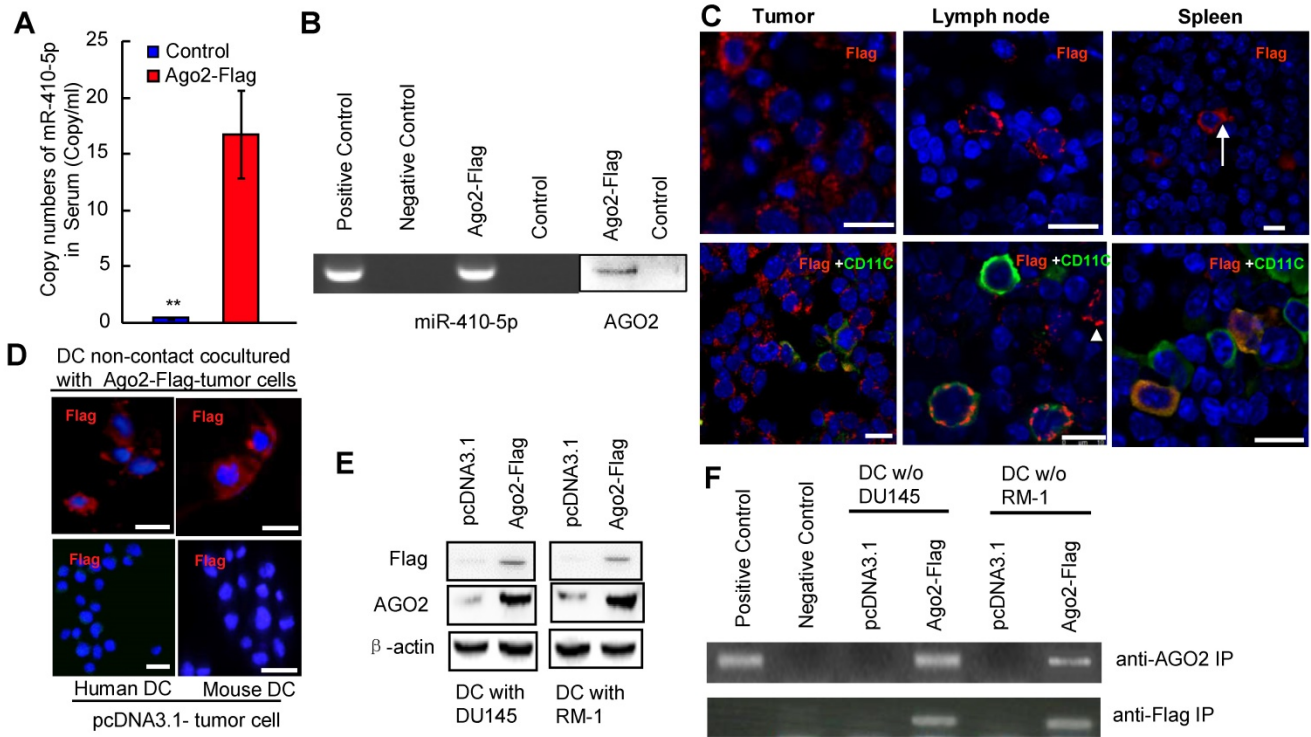 A
25
20
15
10
5
0
Copy numbers of mR-410-5p
in Serum (Copy/ml)
Control
Ago2-Flag
**
B
Positive Control
Negative Control
Ago2-Flag
Control
Ago2-Flag
Control
miR-410-5p
AGO2
C
Tumor
Lymph node
Spleen
Flag
Flag
Flag
Flag +CD11C
Flag +CD11C
Flag +CD11C
D
DC non-contact cocultured
with Ago2-Flag-tumor cells
Flag
Flag
Flag
Flag
Human DC
Mouse DC
pcDNA3.1- tumor cell
E
pcDNA3.1
Ago2-Flag
pcDNA3.1
Ago2-Flag
Flag
AGO2
β-actin
DC with
DU145
DC with
RM-1
F
Positive Control
Negative Control
DC w/o
DU145
DC w/o
RM-1
pcDNA3.1
Ago2-Flag
pcDNA3.1
Ago2-Flag
anti-AGO2 IP
anti-Flag IP